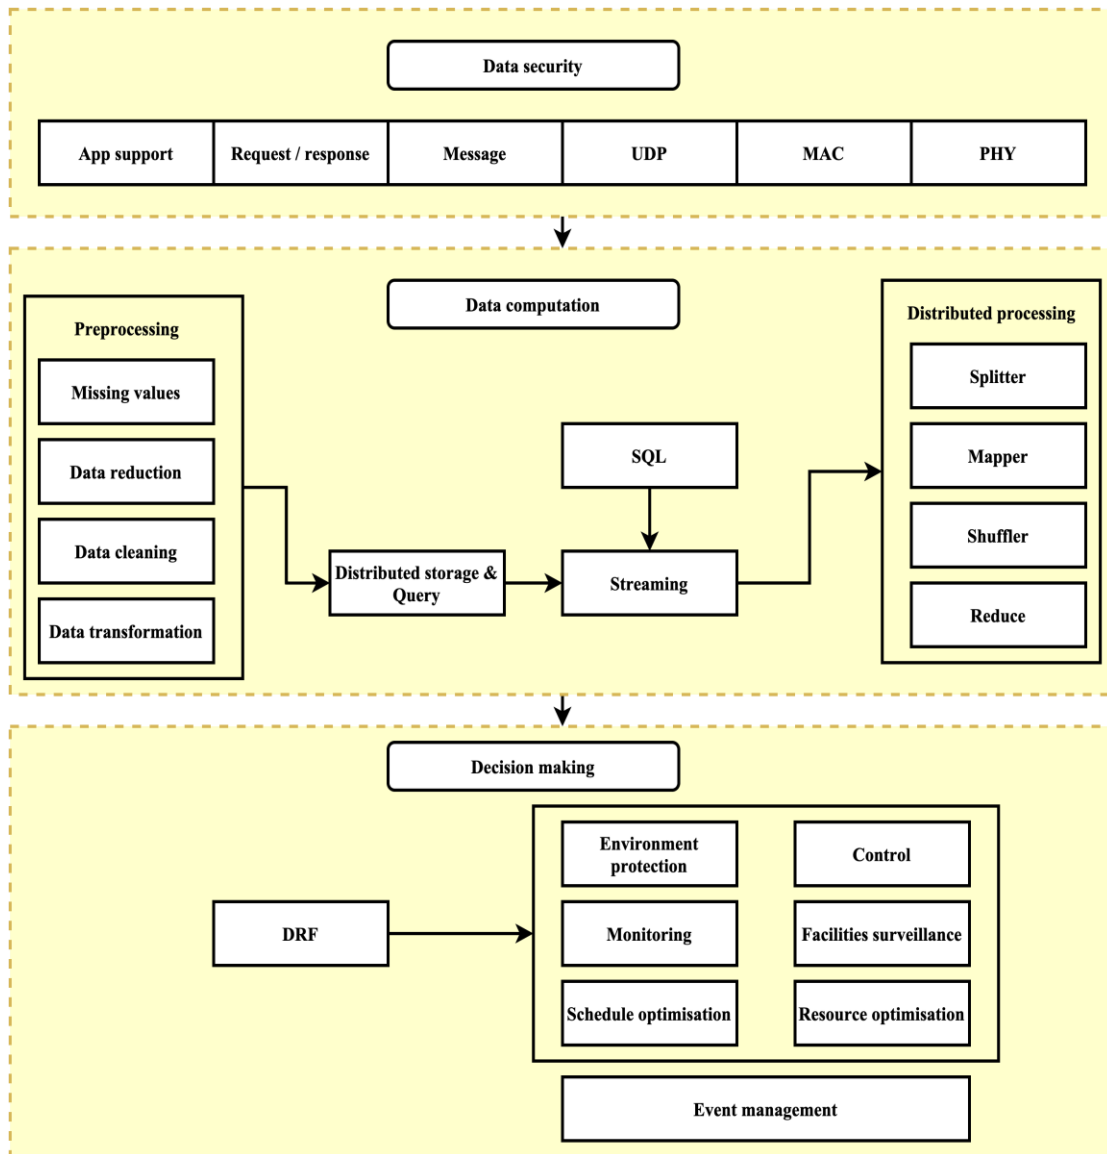 Data security
App support
Request / response
Message
UDP
MAC
PHY
Data computation
Preprocessing
Missing values
Data reduction
Data cleaning
Data transformation
Distributed storage &
Query
SQL
Streaming
Distributed processing
Splitter
Mapper
Shuffler
Reduce
Decision making
DRF
Environment
protection
Control
Monitoring
Facilities surveillance
Schedule optimisation
Resource optimisation
Event management